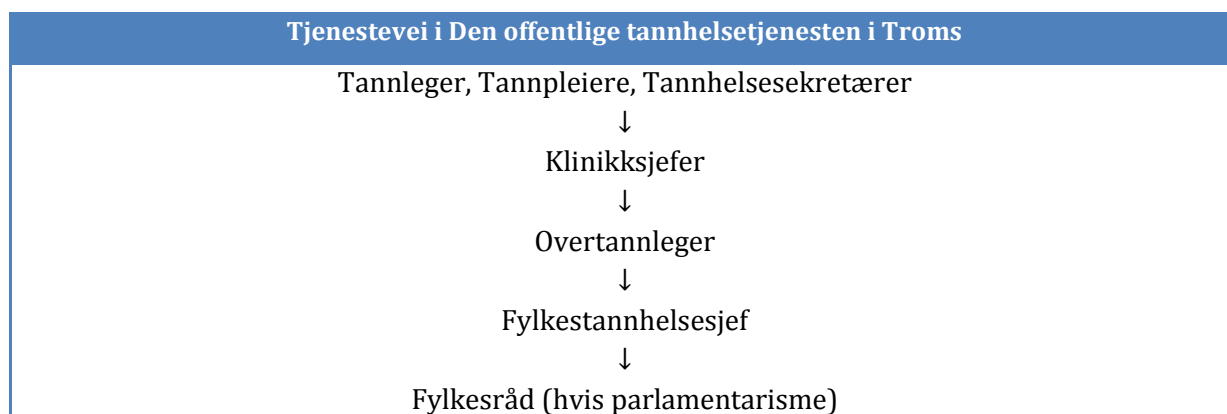 Tjenestevei i Den offentlige tannhelsetjenesten i Troms
Tannleger, Tannpleiere, Tannhelsesekretærer
↓
Klinikksjefer
↓
Overtannleger
↓
Fylkestannhelsesjef
↓
Fylkesråd (hvis parlamentarisme)